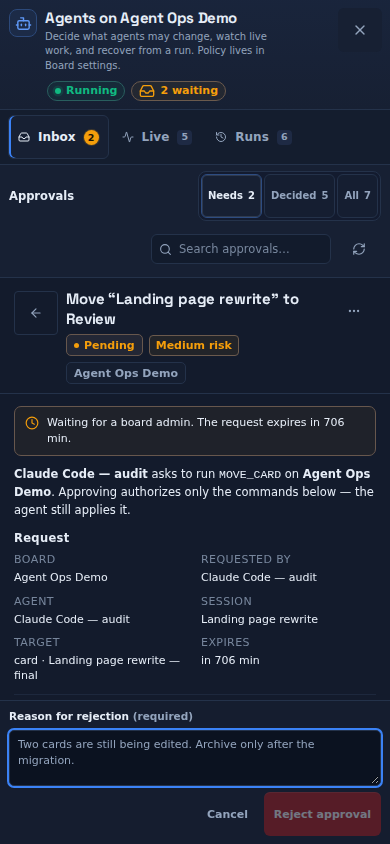 Agents on Agent Ops Demo
Decide what agents may change, watch live
work, and recover from a run. Policy lives in
Board settings.
Running
2 waiting
Inbox 2
Live 5
Runs 6
Approvals
Needs 2
Decided 5
All 7
Search approvals…
Move “Landing page rewrite” to
Review
Pending
Medium risk
Agent Ops Demo
Waiting for a board admin. The request expires in 706
min.
Claude Code — audit asks to run MOVE_CARD on Agent Ops
Demo. Approving authorizes only the commands below — the
agent still applies it.
Request
BOARD
Agent Ops Demo
REQUESTED BY
Claude Code — audit
AGENT
Claude Code — audit
SESSION
Landing page rewrite
TARGET
card · Landing page rewrite —
final
EXPIRES
in 706 min
Reason for rejection (required)
Two cards are still being edited. Archive only after the
migration.
Cancel
Reject approval